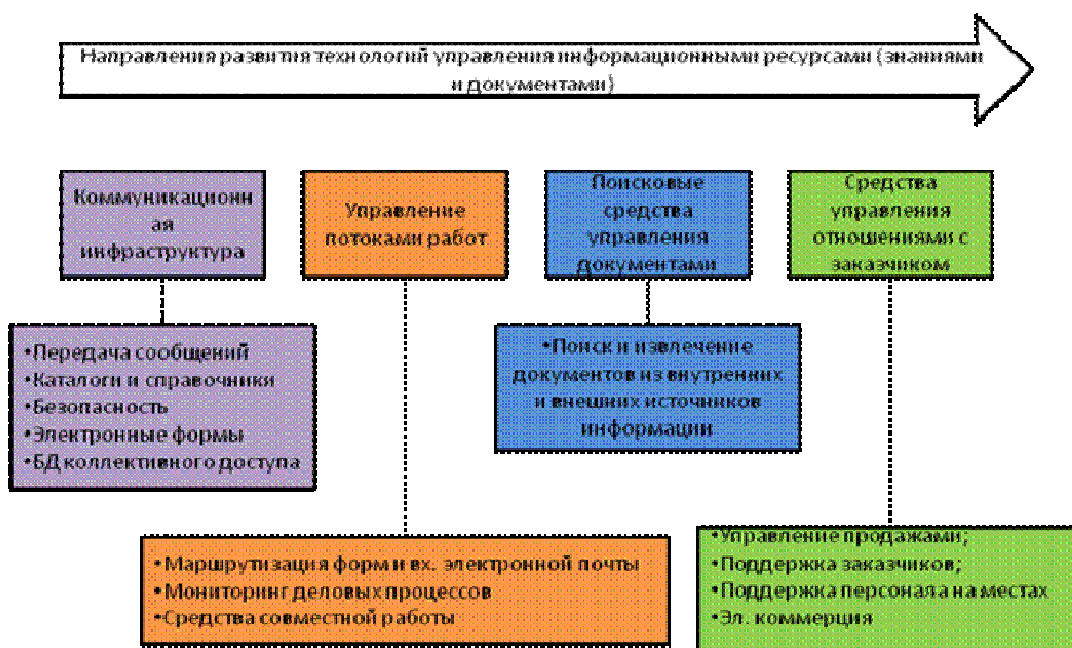 Направления развития технологий управления информационными ресурсами (знаниями
и документами)
Коммуникационн
ая
инфраструктура
Управление
потоками работ
Поисковые
средства
управления
документами
Средства
управления
отношениями с
заказчиком
•Передача сообщений
•Каталоги и справочники
•Безопасность
•Электронные формы
•БД коллективного доступа
•Поиск и извлечение
документов из внутренних
и внешних источников
информации
•Маршрутизация форм и вх. электронной почты
•Мониторинг деловых процессов
•Средства совместной работы
•Управление продажами;
•Поддержка заказчиков;
•Поддержка персонала на местах
•Эл. коммерция